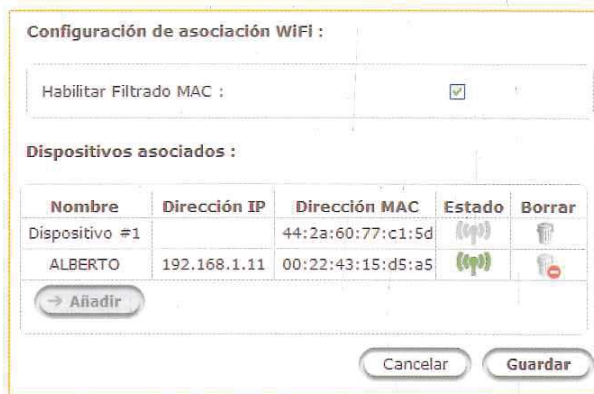 Configuración de asociación WiFi :
Habilitar Filtrado MAC :
Dispositivos asociados :
Nombre Dirección IP Dirección MAC Estado Borrar
Dispositivo #1 44:2a:60:77:c1:5d
ALBERTO 192.168.1.11 00:22:43:15:d5:a5
→ Añadir
Cancelar Guardar